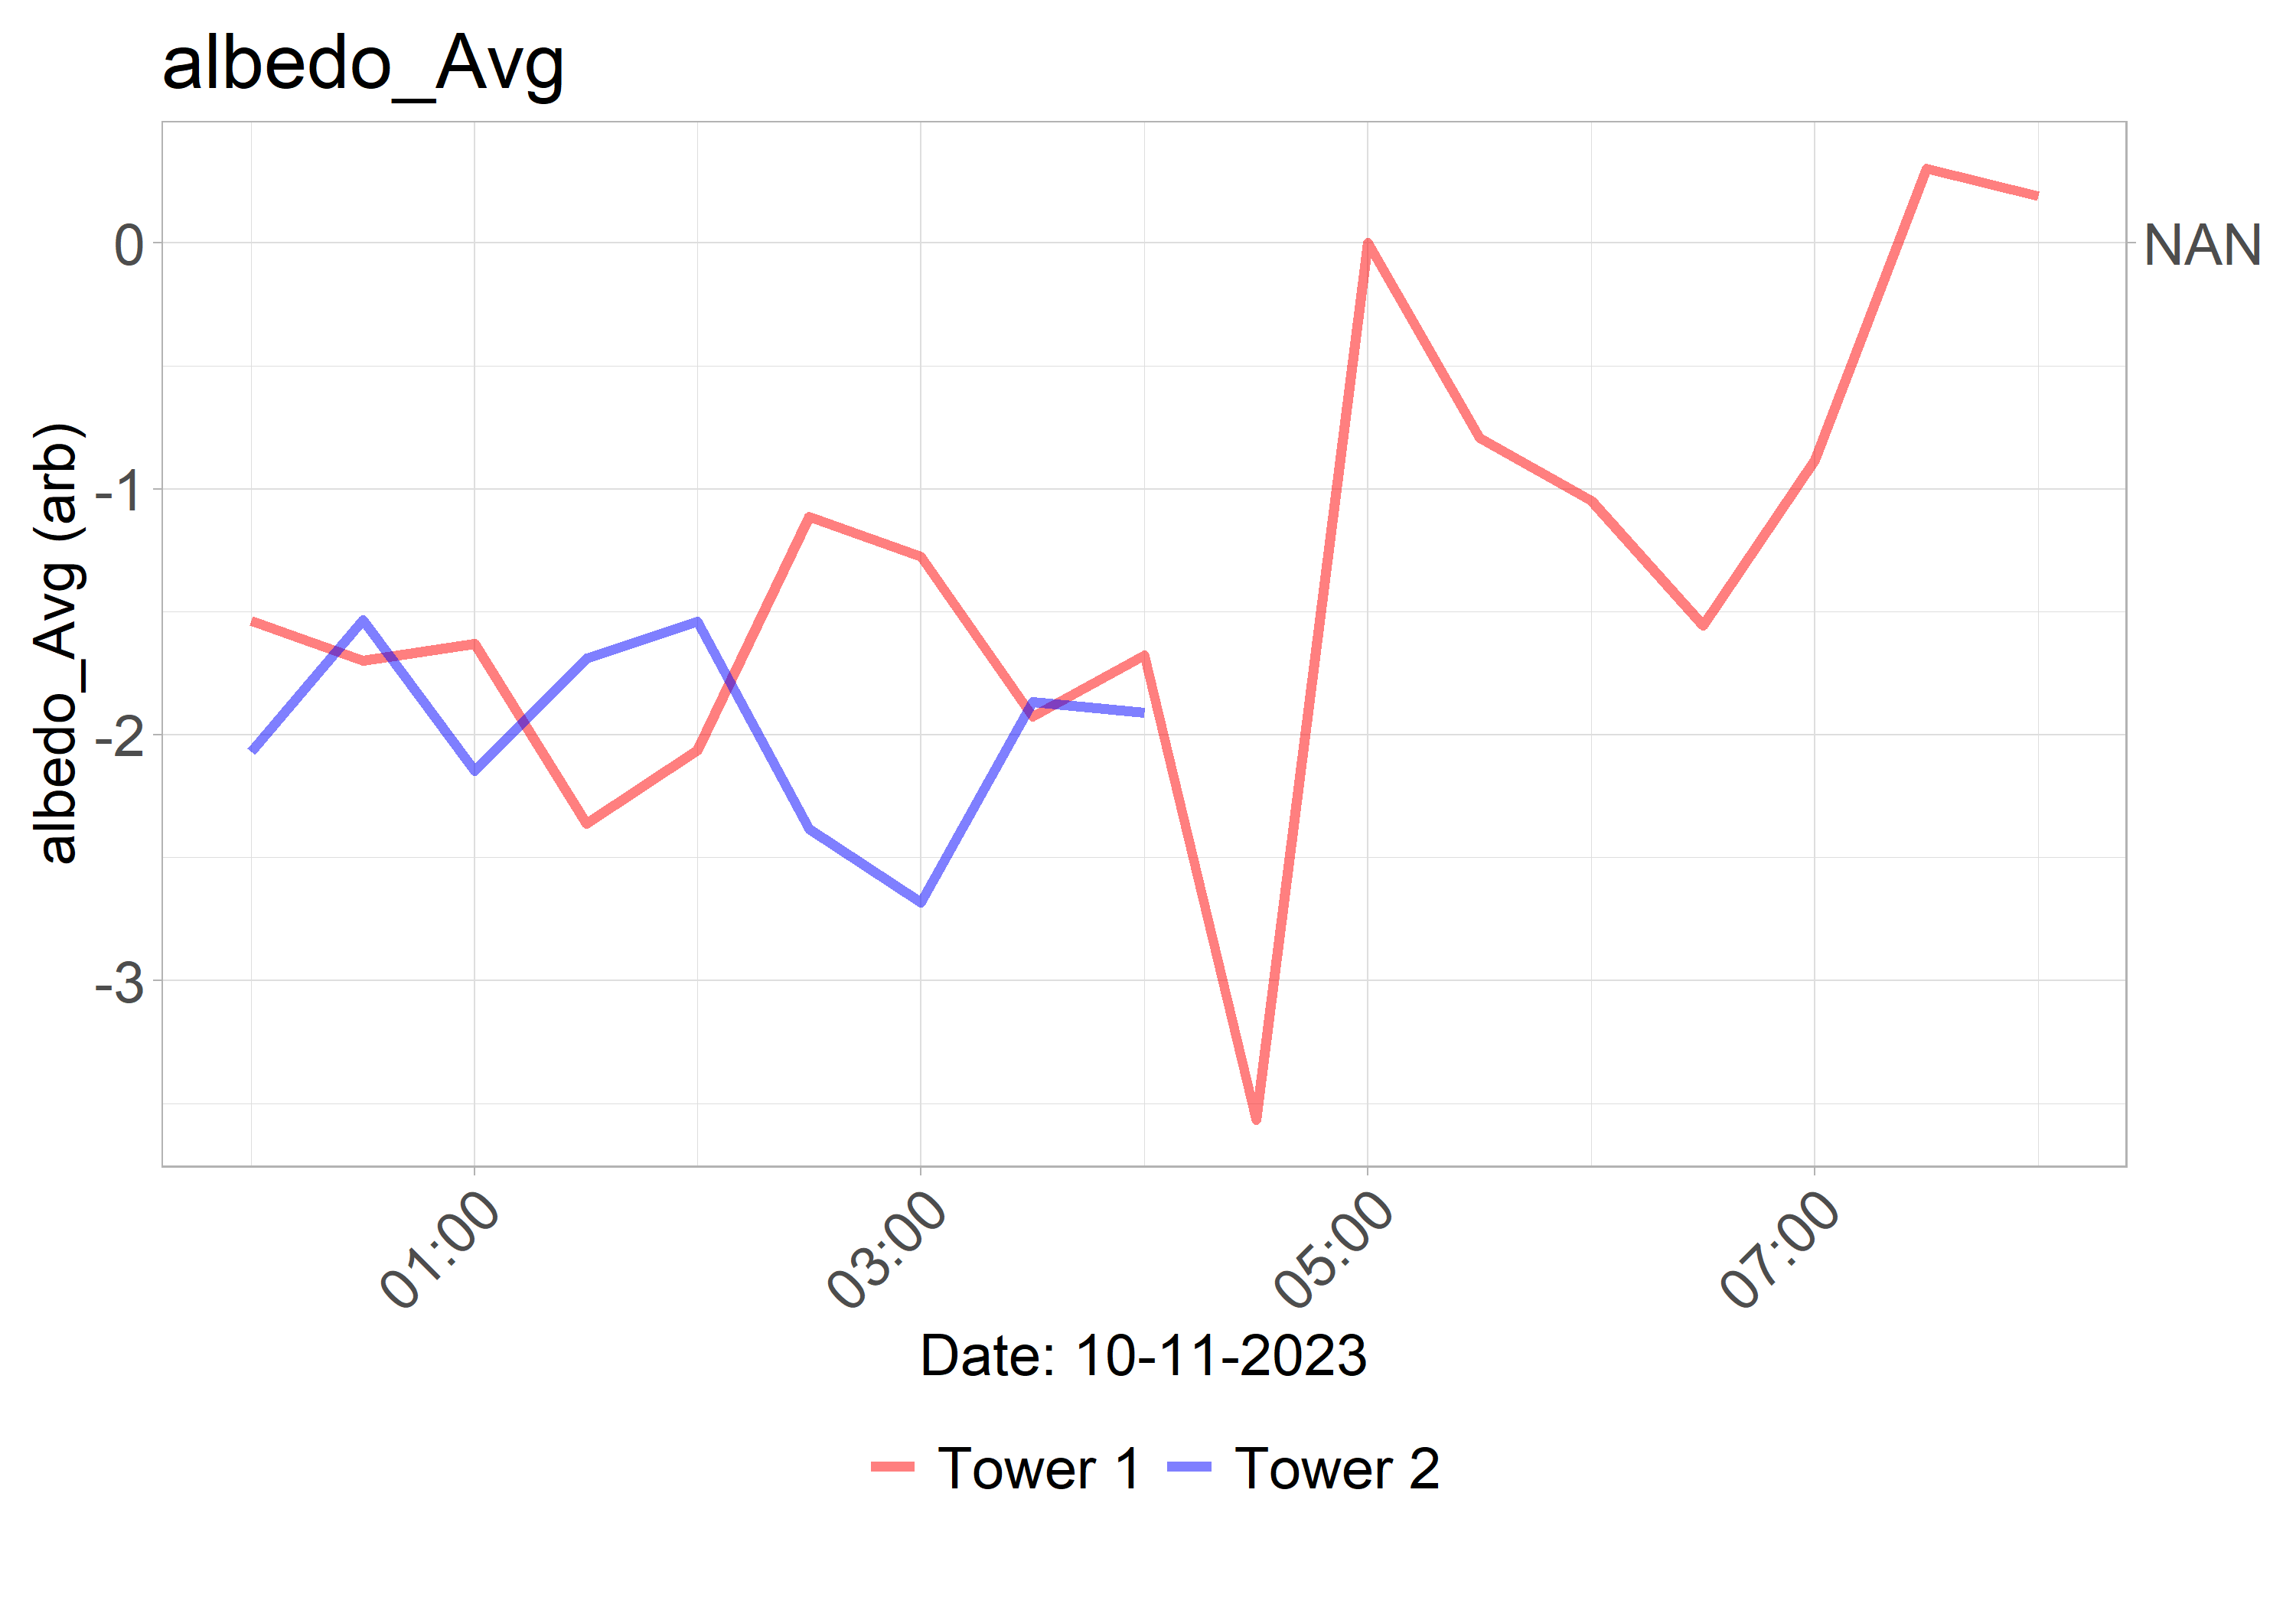 albedo_Avg
albedo_Avg (arb)
0
-1
-2
-3
NAN
01:00
03:00
05:00
07:00
Date: 10-11-2023
Tower 1
Tower 2